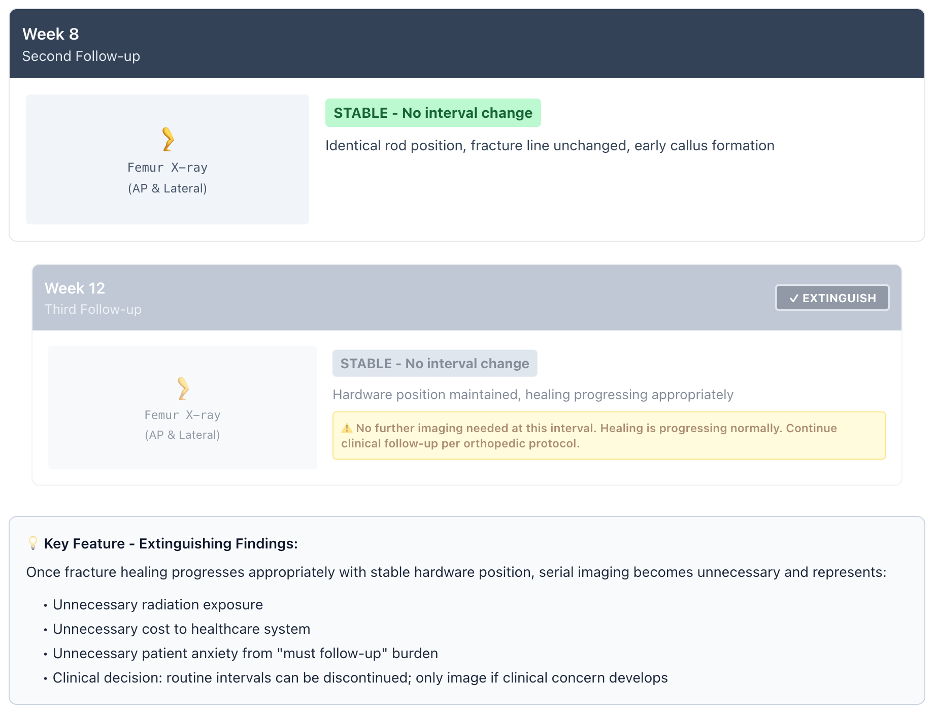 Week 8
Second Follow-up
Femur X-ray
(AP & Lateral)
STABLE - No interval change
Identical rod position, fracture line unchanged, early callus formation
Week 12
Third Follow-up
✓ EXTINGUISH
Femur X-ray
(AP & Lateral)
STABLE - No interval change
Hardware position maintained, healing progressing appropriately
⚠️ No further imaging needed at this interval. Healing is progressing normally. Continue
clinical follow-up per orthopedic protocol.
💡 Key Feature - Extinguishing Findings:
Once fracture healing progresses appropriately with stable hardware position, serial imaging becomes unnecessary and represents:
• Unnecessary radiation exposure
• Unnecessary cost to healthcare system
• Unnecessary patient anxiety from "must follow-up" burden
• Clinical decision: routine intervals can be discontinued; only image if clinical concern develops